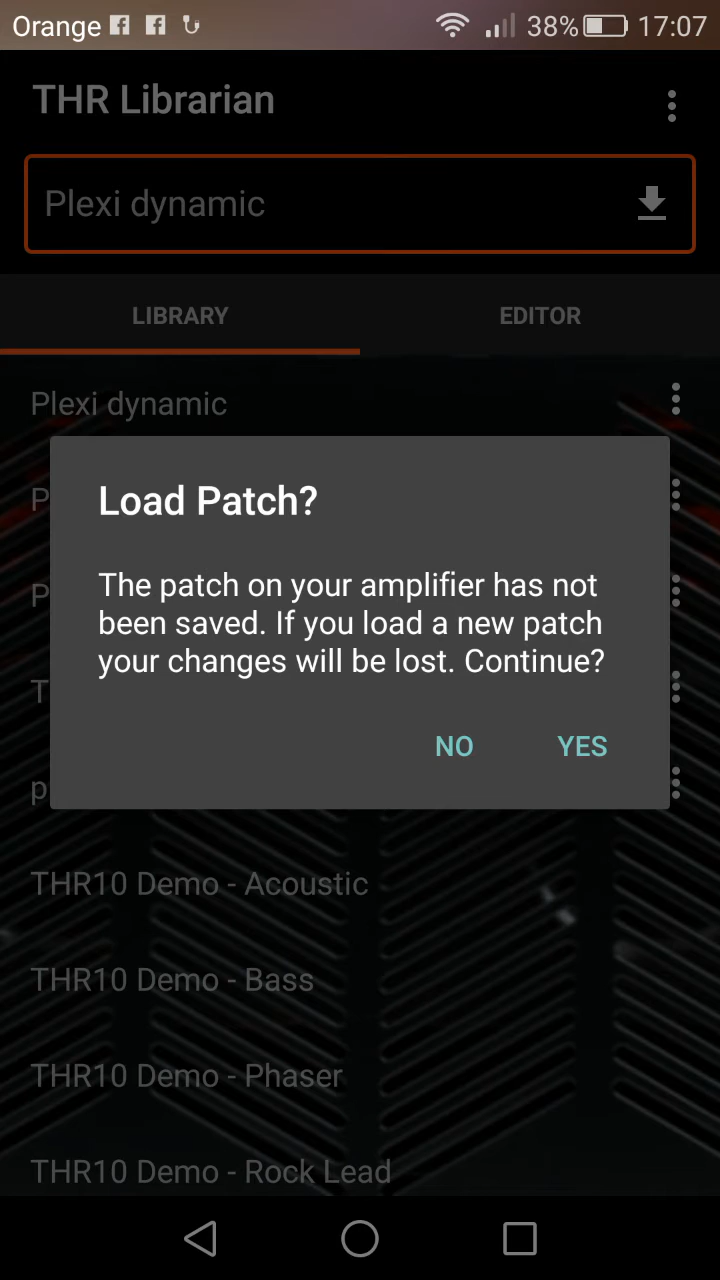 Orange 38% 17:07
THR Librarian
Plexi dynamic
LIBRARY EDITOR
Plexi dynamic
P
P
T
p
Load Patch?
The patch on your amplifier has not
been saved. If you load a new patch
your changes will be lost. Continue?
NO YES
THR10 Demo - Acoustic
THR10 Demo - Bass
THR10 Demo - Phaser
THR10 Demo - Rock Lead